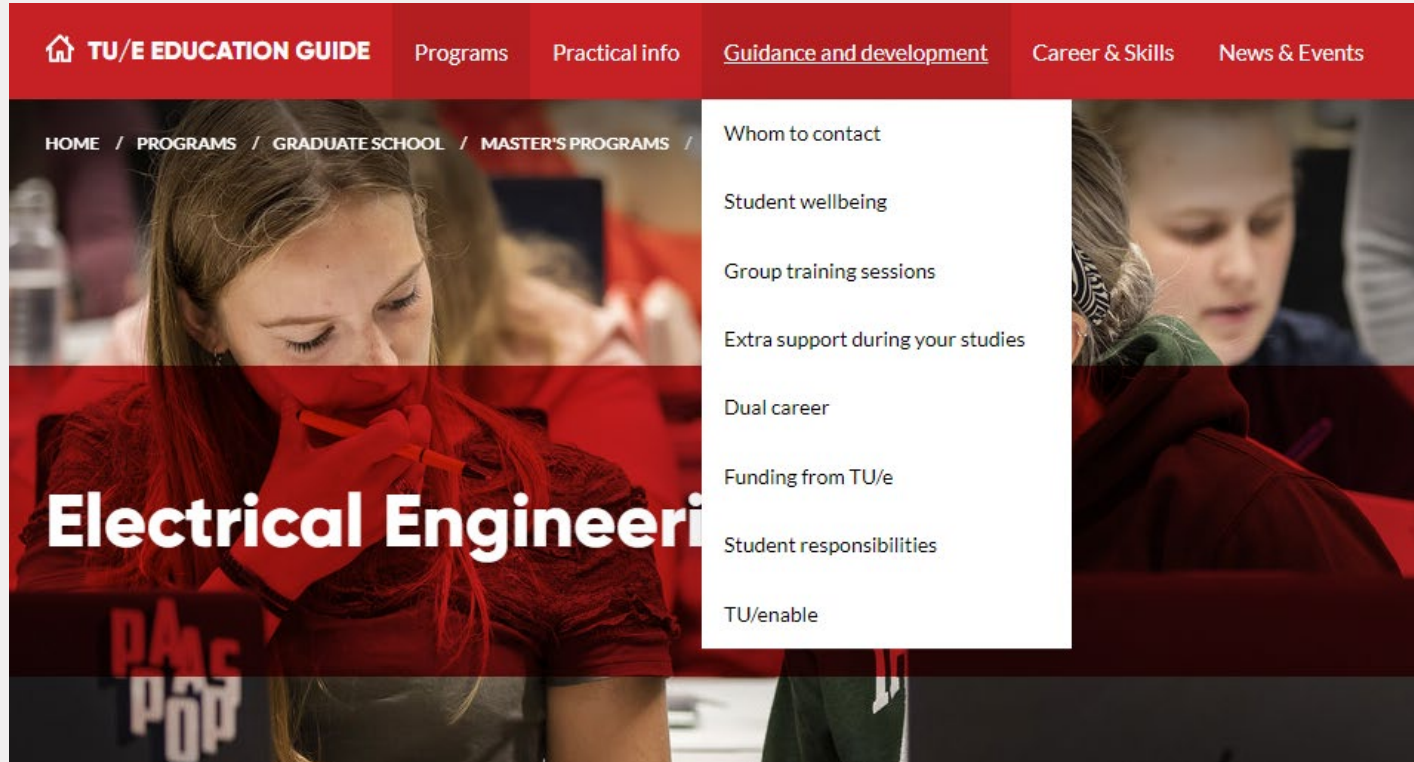 TU/E EDUCATION GUIDE Programs Practical info Guidance and development Career & Skills News & Events
HOME / PROGRAMS / GRADUATE SCHOOL / MASTER'S PROGRAMS /
Whom to contact
Student wellbeing
Group training sessions
Extra support during your studies
Dual career
Funding from TU/e
Student responsibilities
TU/enable
Electrical Engineeri
PAAS
POP